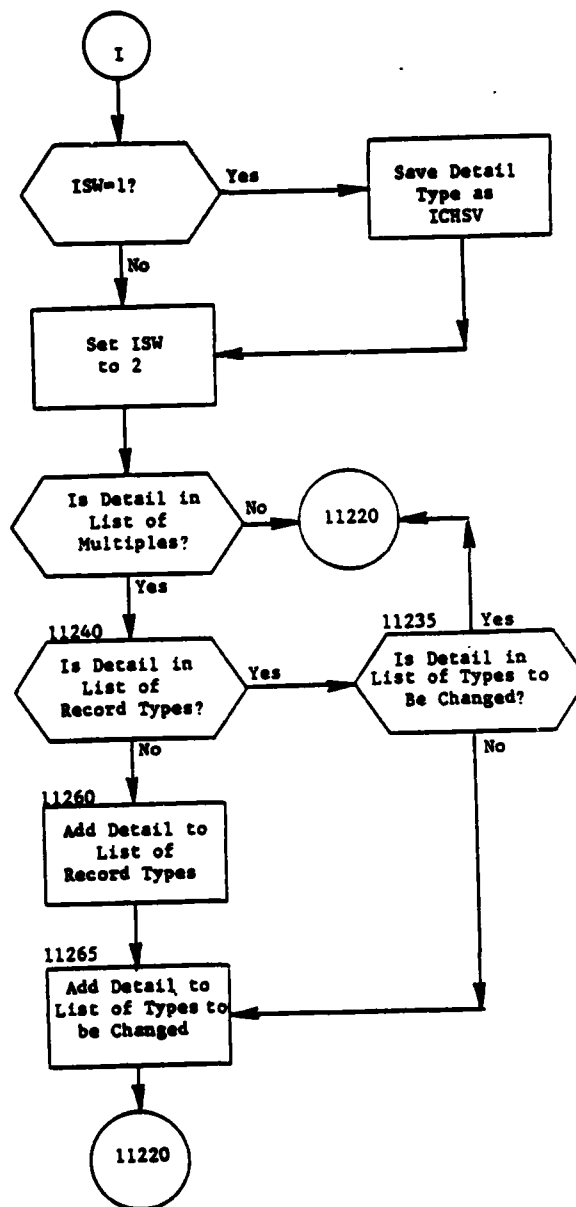 I
ISW=1?
Yes
Save Detail
Type as
ICHSV
No
Set ISW
to 2
Is Detail in
List of
Multiples?
No
11220
Yes
11240
Is Detail in
List of
Record Types?
Yes
11235
Yes
Is Detail in
List of Types to
Be Changed?
No
No
11260
Add Detail to
List of
Record Types
11265
Add Detail to
List of Types to
be Changed
11220